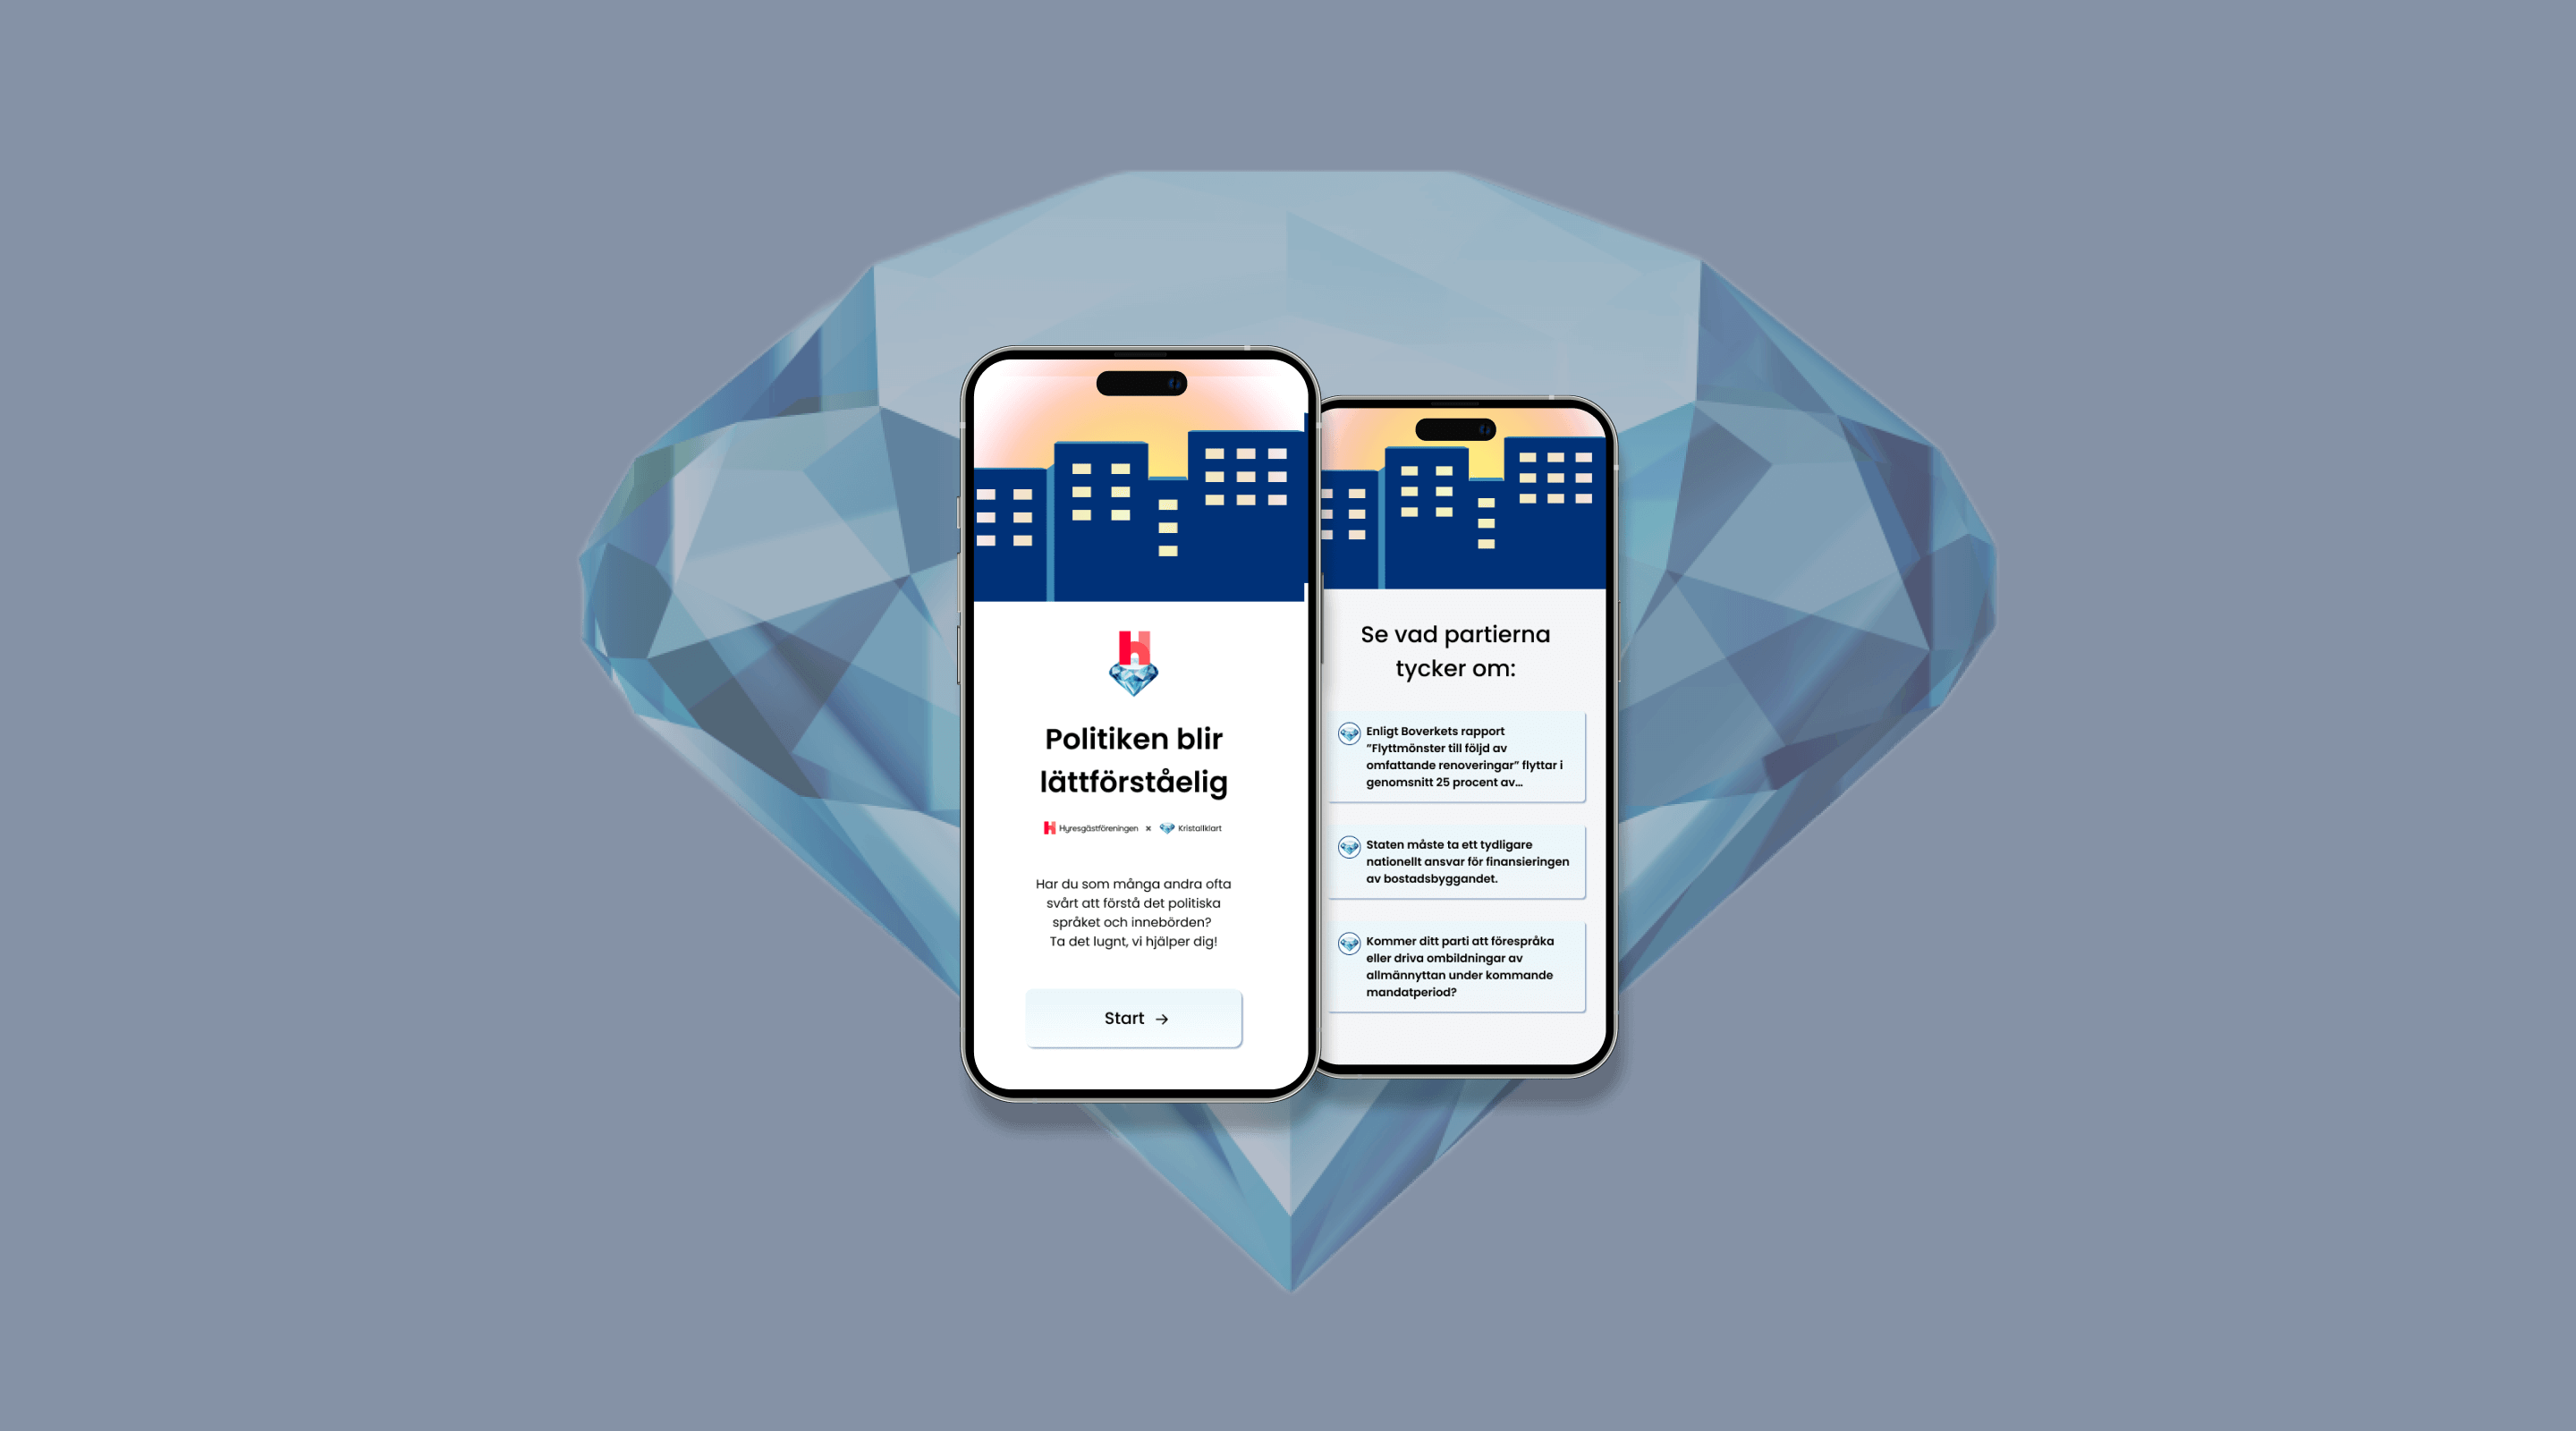 Politiken blir
lättförståelig
Hyresgästföreningen × Kristallklart
Har du som många andra ofta
svårt att förstå det politiska
språket och innebörden?
Ta det lugnt, vi hjälper dig!
Start →
Se vad partierna
tycker om:
Enligt Boverkets rapport
”Flyttmönster till följd av
omfattande renoveringar” flyttar i
genomsnitt 25 procent av...
Staten måste ta ett tydligare
nationellt ansvar för finansieringen
av bostadsbyggandet.
Kommer ditt parti att förespråka
eller driva ombildningar av
allmännyttan under kommande
mandatperiod?